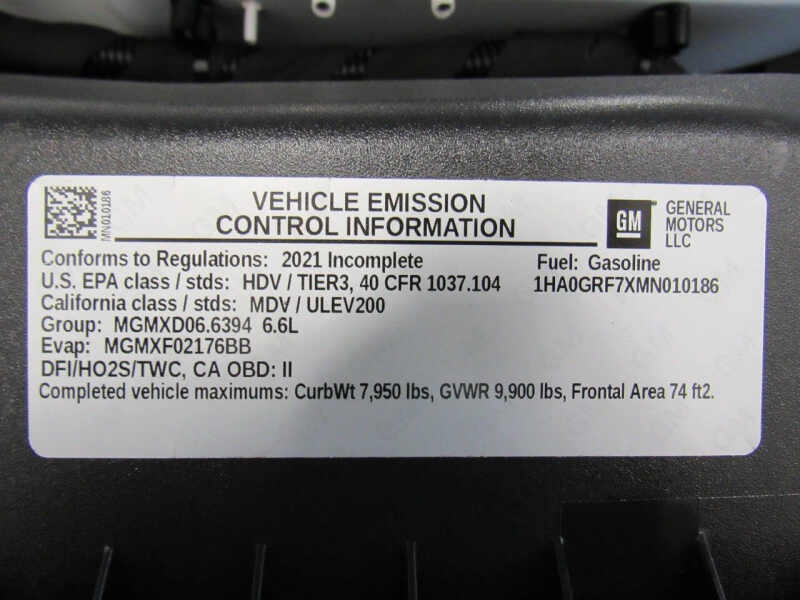 MN010186
VEHICLE EMISSION
CONTROL INFORMATION
GM
GENERAL
MOTORS
LLC
Conforms to Regulations: 2021 Incomplete
Fuel: Gasoline
U.S. EPA class / stds: HDV / TIER3, 40 CFR 1037.104
1HA0GRF7XMN010186
California class / stds: MDV / ULEV200
Group: MGMXD06.6394 6.6L
Evap: MGMXF02176BB
DFI/HO2S/TWC, CA OBD: II
Completed vehicle maximums: CurbWt 7,950 lbs, GVWR 9,900 lbs, Frontal Area 74 ft2.